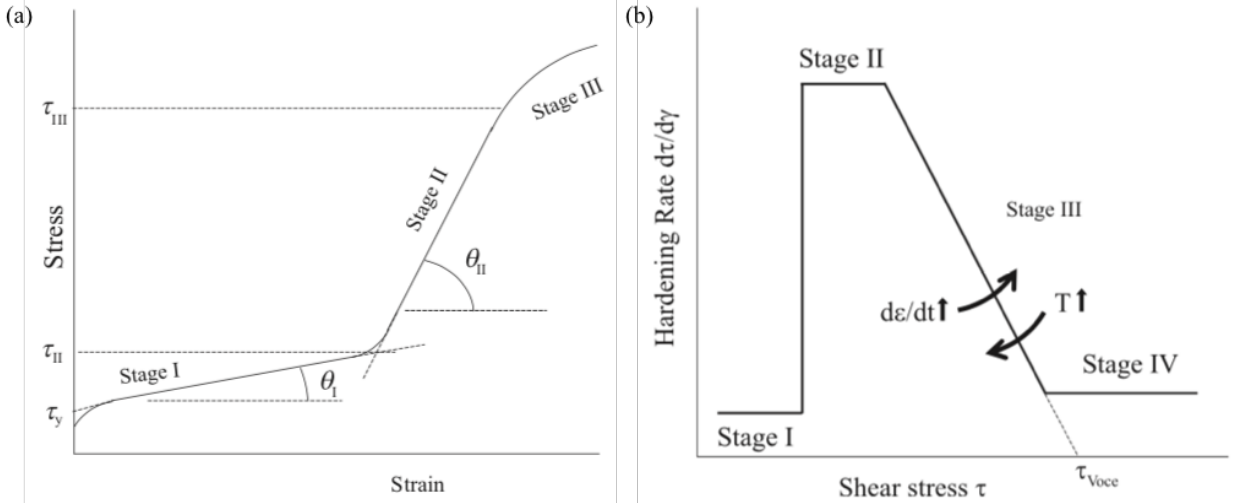 (a)
τIII
Stage III
Stage II
Stress
θII
τII
Stage I
θI
τy
Strain
(b)
Stage II
Hardening Rate dτ/dγ
Stage III
dε/dt↑
T↑
Stage IV
Stage I
τVoce
Shear stress τ